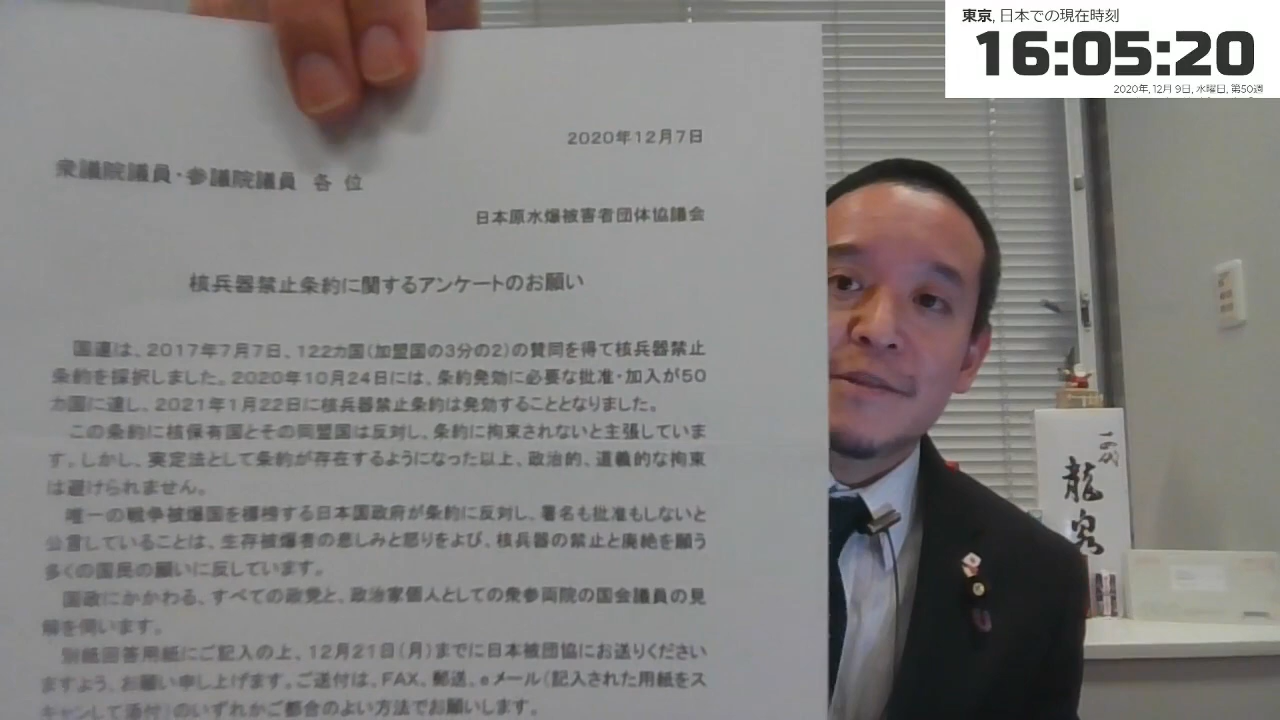 東京, 日本での現在時刻
16:05:20
2020年, 12月 9日, 水曜日, 第50週
2020年12月7日
衆議院議員・参議院議員 各 位
日本原水爆被害者団体協議会
核兵器禁止条約に関するアンケートのお願い
国連は、2017年7月7日、122カ国(加盟国の3分の2)の賛同を得て核兵器禁止
条約を採択しました。2020年10月24日には、条約発効に必要な批准・加入が50
カ国に達し、2021年1月22日に核兵器禁止条約は発効することとなりました。
この条約に核保有国とその同盟国は反対し、条約に拘束されないと主張していま
す。しかし、実定法として条約が存在するようになった以上、政治的、道義的な拘束
は避けられません。
唯一の戦争被爆国を標榜する日本国政府が条約に反対し、署名も批准もしないと
公言していることは、生存被爆者の悲しみと怒りをよび、核兵器の禁止と廃絶を願う
多くの国民の願いに反しています。
国政にかかわる、すべての政党と、政治家個人としての衆参両院の国会議員の見
解を伺います。
別紙回答用紙にご記入の上、12月21日(月)までに日本被団協にお送りください
ますよう、お願い申し上げます。ご送付は、FAX、郵送、eメール(記入された用紙をス
キャンして添付)のいずれかご都合のよい方法でお願いします。
龍泉